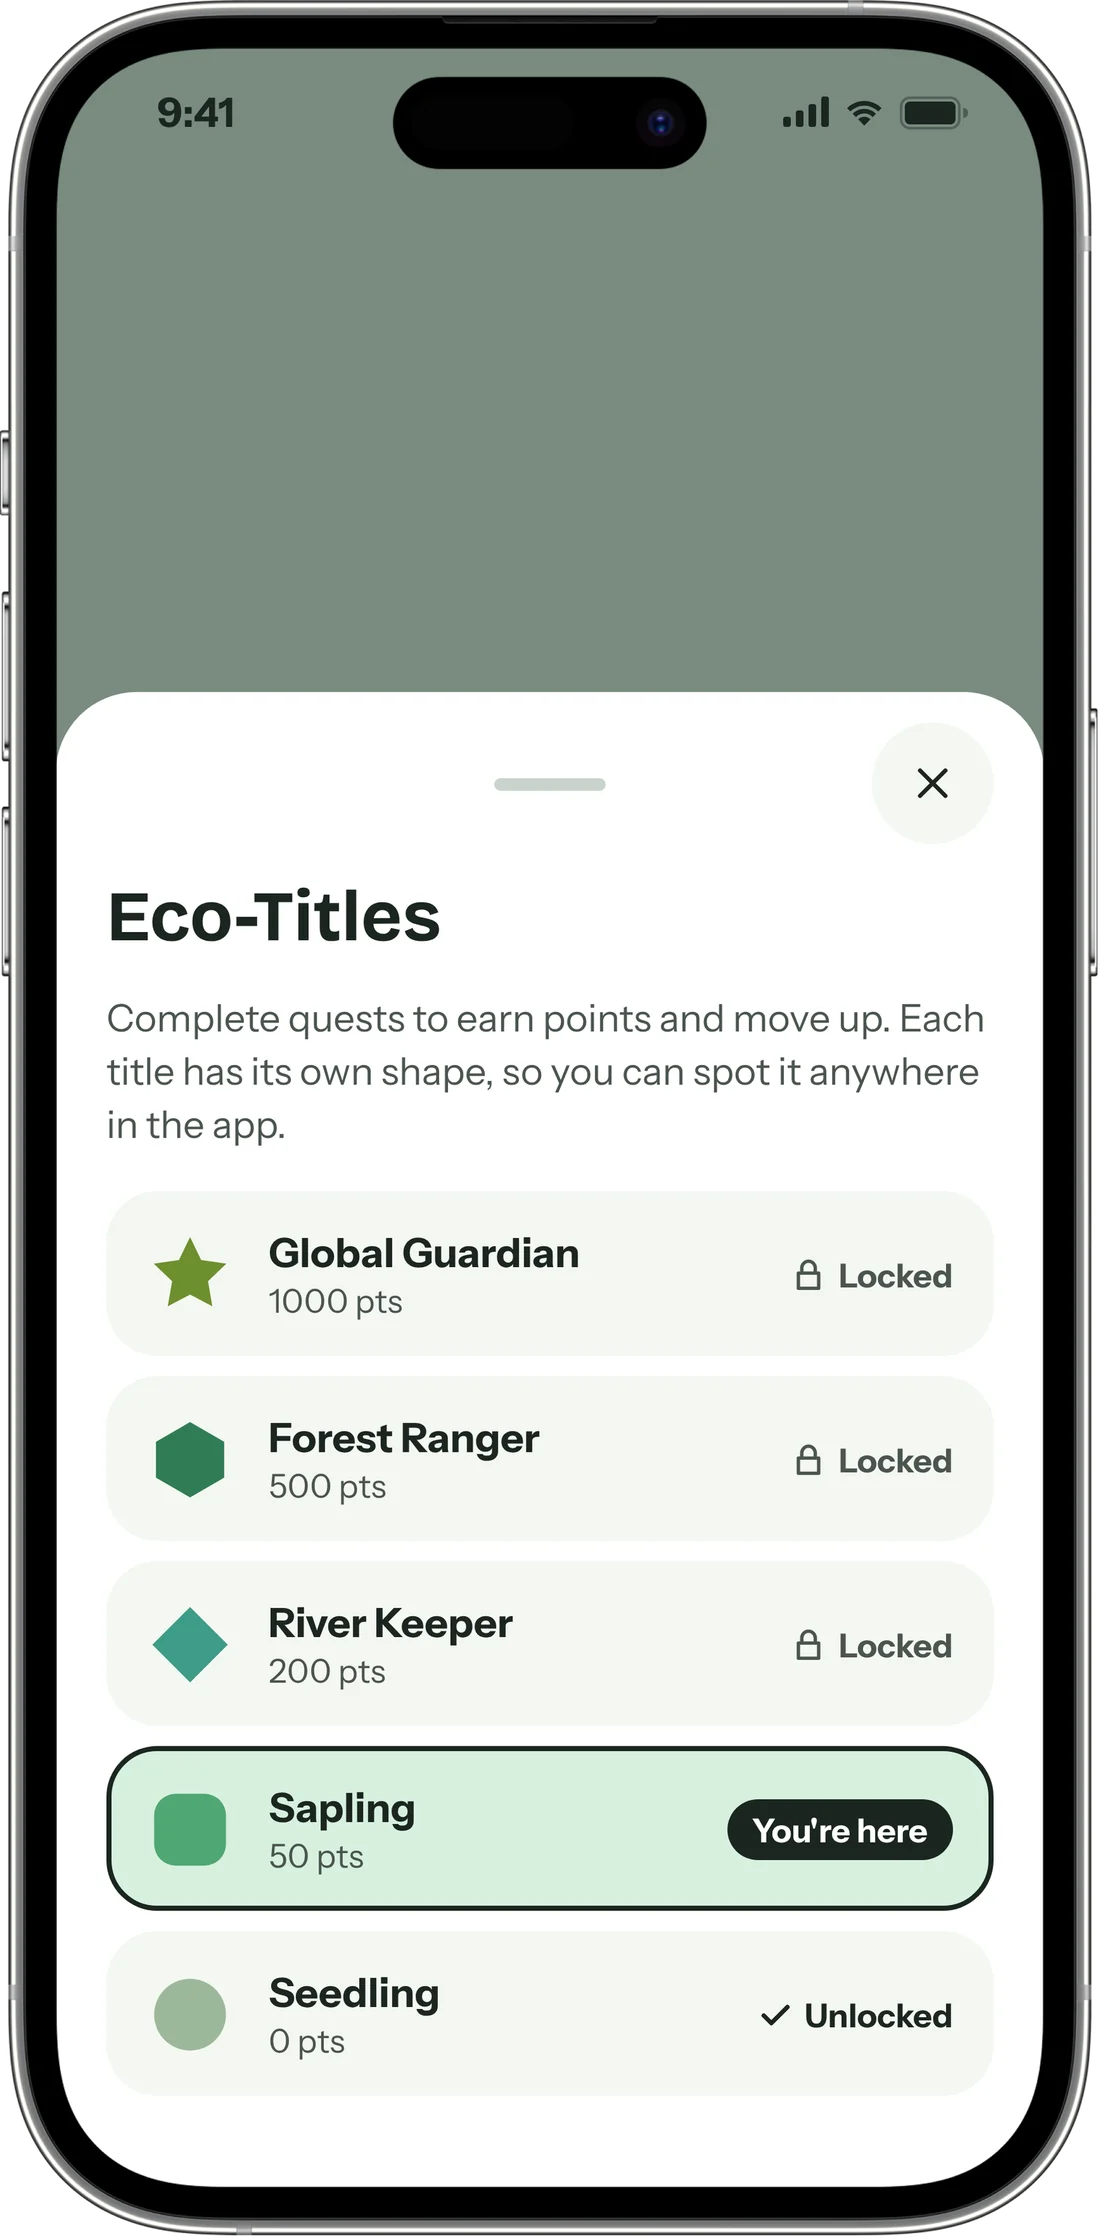 9:41
Eco-Titles
Complete quests to earn points and move up. Each
title has its own shape, so you can spot it anywhere
in the app.
Global Guardian
1000 pts
Locked
Forest Ranger
500 pts
Locked
River Keeper
200 pts
Locked
Sapling
50 pts
You're here
Seedling
0 pts
Unlocked